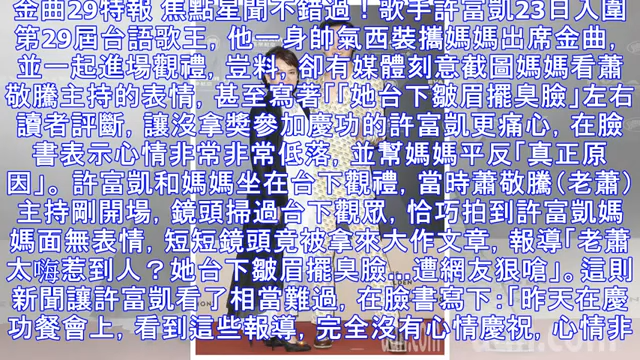 金曲29特報 焦點星聞不錯過！歌手許富凱23日入圍
第29屆台語歌王，他一身帥氣西裝攜媽媽出席金曲，
並一起進場觀禮，豈料，卻有媒體刻意截圖媽媽看蕭
敬騰主持的表情，甚至寫著「「她台下皺眉擺臭臉」左右
讀者評斷，讓沒拿獎參加慶功的許富凱更痛心，在臉
書表示心情非常非常低落，並幫媽媽平反「真正原
因」。許富凱和媽媽坐在台下觀禮，當時蕭敬騰（老蕭）
主持剛開場，鏡頭掃過台下觀眾，恰巧拍到許富凱媽
媽面無表情，短短鏡頭竟被拿來大作文章，報導「老蕭
太嗨惹到人？她台下皺眉擺臭臉…遭網友狠嗆」。這則
新聞讓許富凱看了相當難過，在臉書寫下：「昨天在慶
功餐會上，看到這些報導，完全沒有心情慶祝，心情非